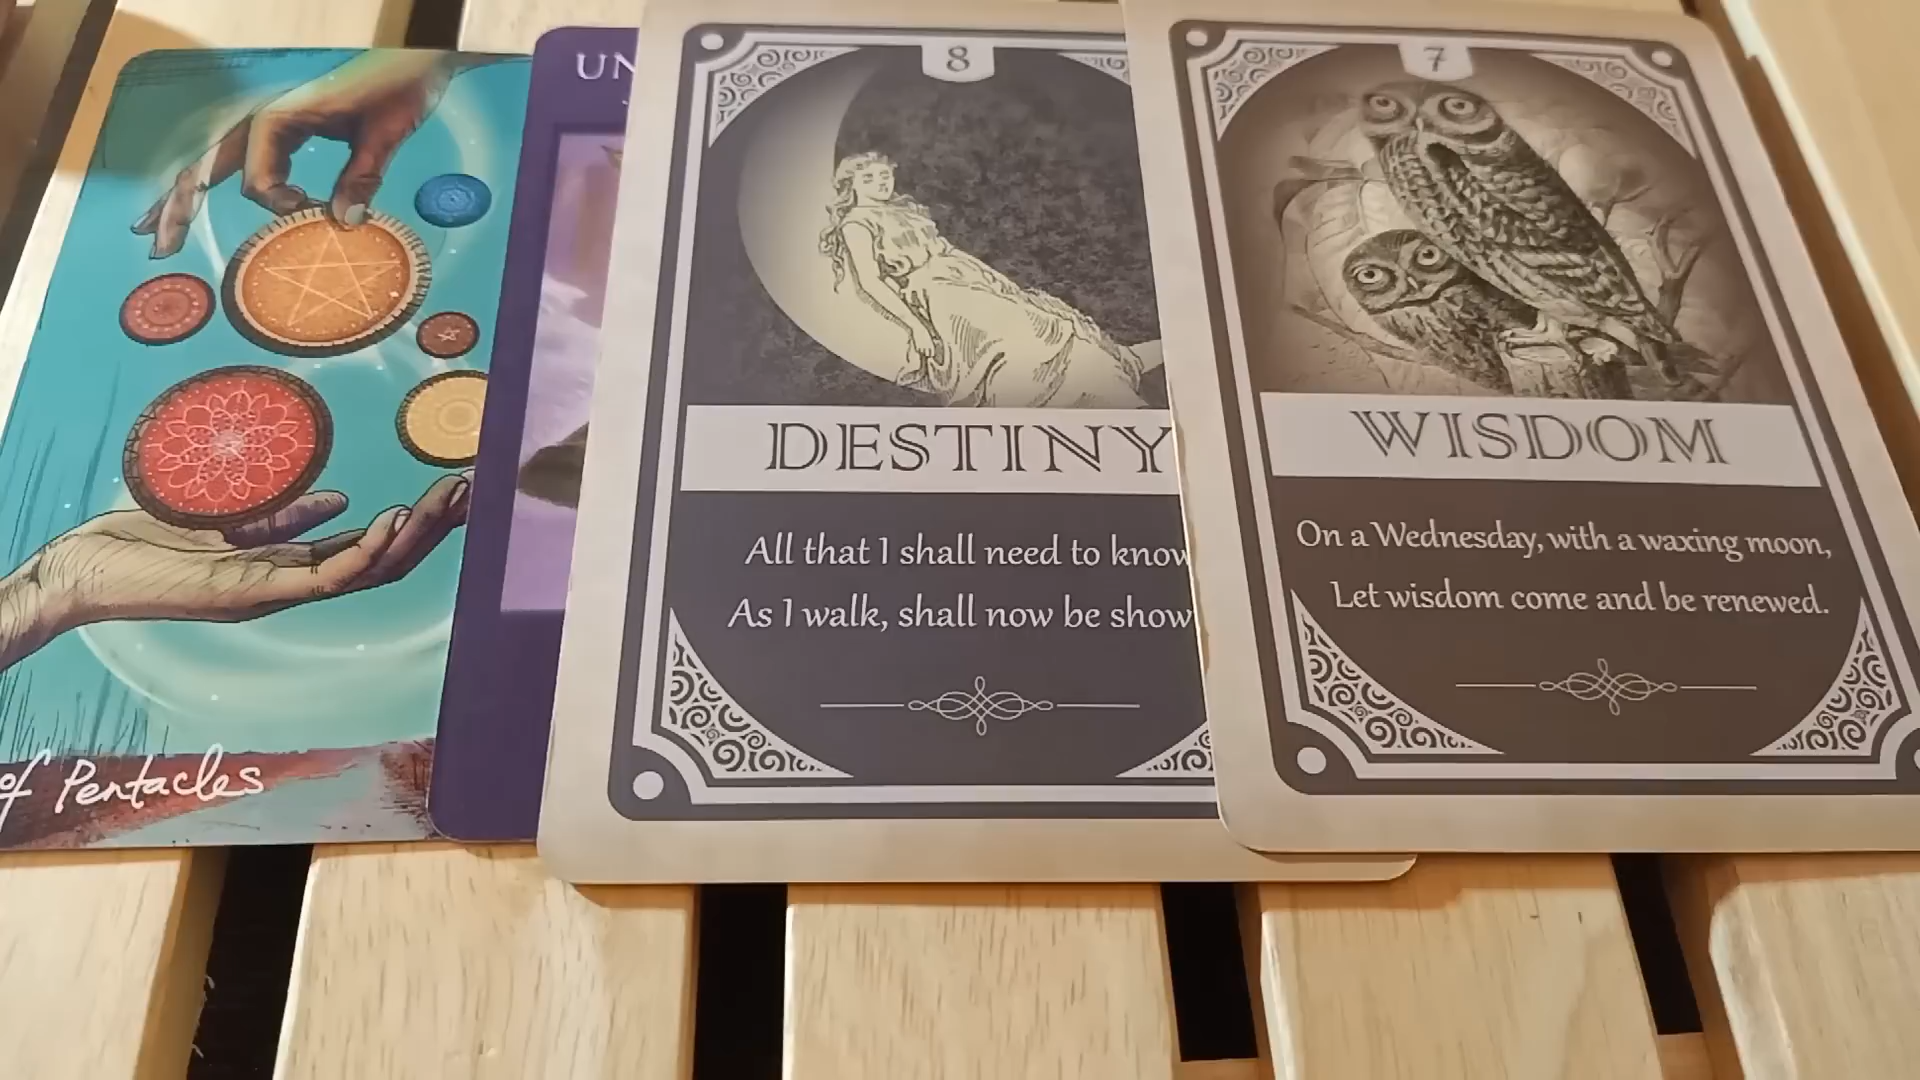 of Pentacles
UN
8
DESTINY
All that I shall need to know
As I walk, shall now be show
7
WISDOM
On a Wednesday, with a waxing moon,
Let wisdom come and be renewed.